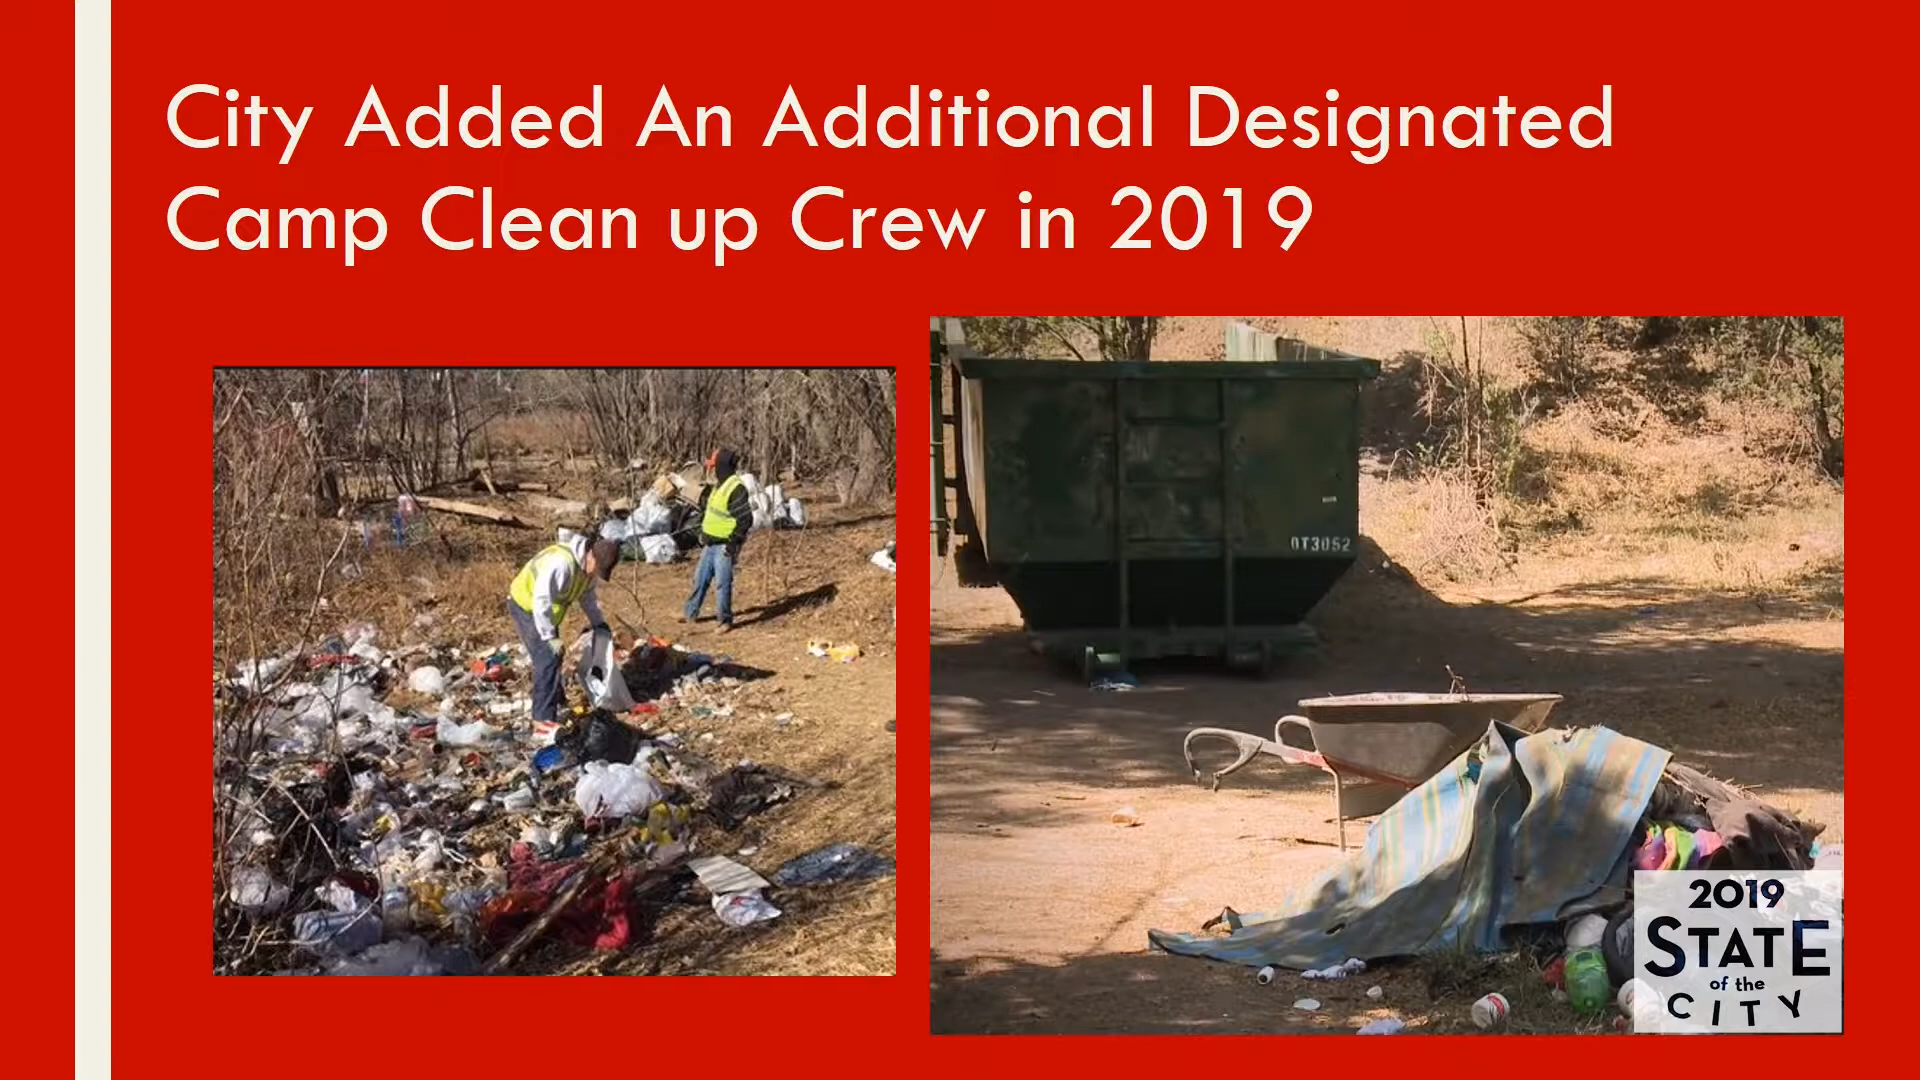 City Added An Additional Designated
Camp Clean up Crew in 2019
0T3052
2019
STATE
of the
CITY